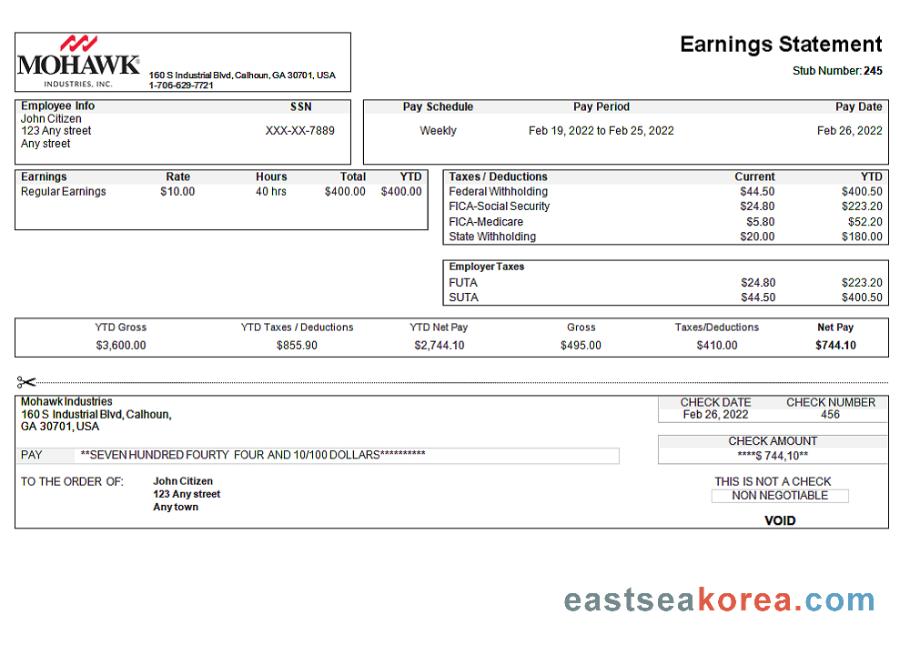 Earnings Statement
MOHAWK®
INDUSTRIES, INC.
160 S Industrial Blvd, Calhoun, GA 30701, USA
1-706-629-7721
Stub Number: 245
Employee Info SSN
John Citizen
123 Any street XXX-XX-7889
Any street
Pay Schedule Pay Period Pay Date
Weekly Feb 19, 2022 to Feb 25, 2022 Feb 26, 2022
Earnings Rate Hours Total YTD
Regular Earnings $10.00 40 hrs $400.00 $400.00
Taxes / Deductions Current YTD
Federal Withholding $44.50 $400.50
FICA-Social Security $24.80 $223.20
FICA-Medicare $5.80 $52.20
State Withholding $20.00 $180.00
Employer Taxes
FUTA $24.80 $223.20
SUTA $44.50 $400.50
YTD Gross YTD Taxes / Deductions YTD Net Pay Gross Taxes/Deductions Net Pay
$3,600.00 $855.90 $2,744.10 $495.00 $410.00 $744.10
Mohawk Industries
160 S Industrial Blvd, Calhoun,
GA 30701, USA
CHECK DATE CHECK NUMBER
Feb 26, 2022 456
CHECK AMOUNT
****$ 744,10**
PAY **SEVEN HUNDRED FOURTY FOUR AND 10/100 DOLLARS**********
TO THE ORDER OF: John Citizen
123 Any street
Any town
THIS IS NOT A CHECK
NON NEGOTIABLE
VOID
eastseakorea.com